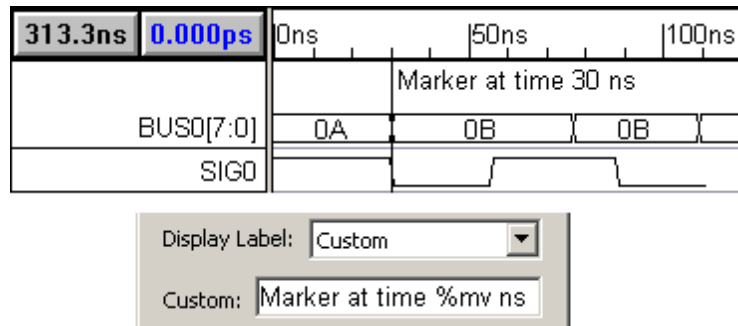 313.3ns 0.000ps 0ns 50ns 100ns
Marker at time 30 ns
BUS0[7:0] 0A 0B 0B
SIG0
Display Label: Custom
Custom: Marker at time %mv ns